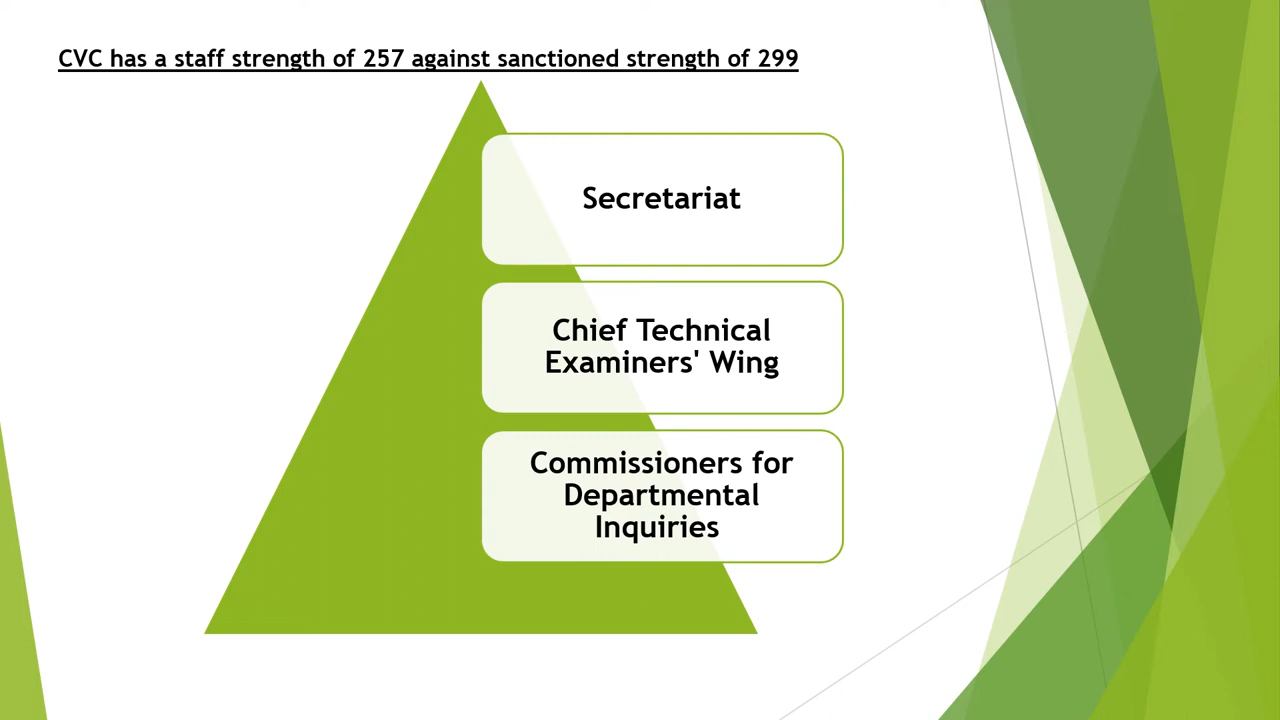 CVC has a staff strength of 257 against sanctioned strength of 299
Secretariat
Chief Technical
Examiners' Wing
Commissioners for
Departmental
Inquiries